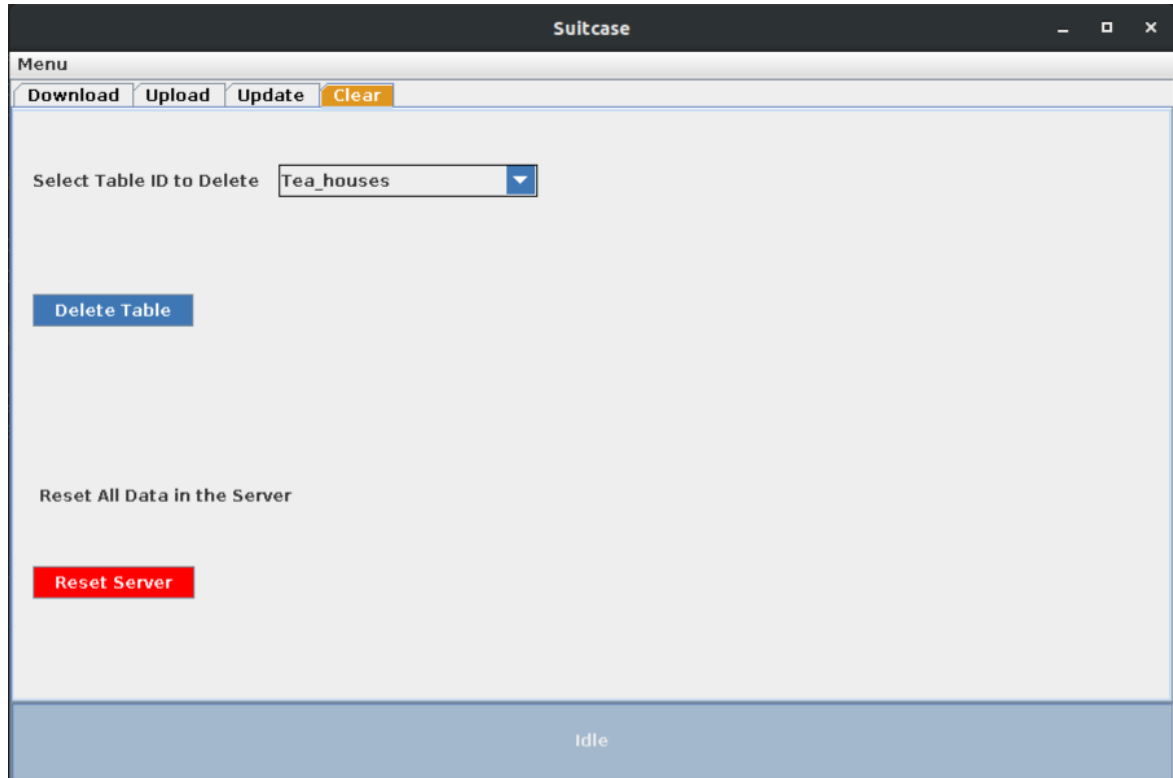 Suitcase
Menu
Download Upload Update Clear
Select Table ID to Delete Tea_houses
Delete Table
Reset All Data in the Server
Reset Server
Idle